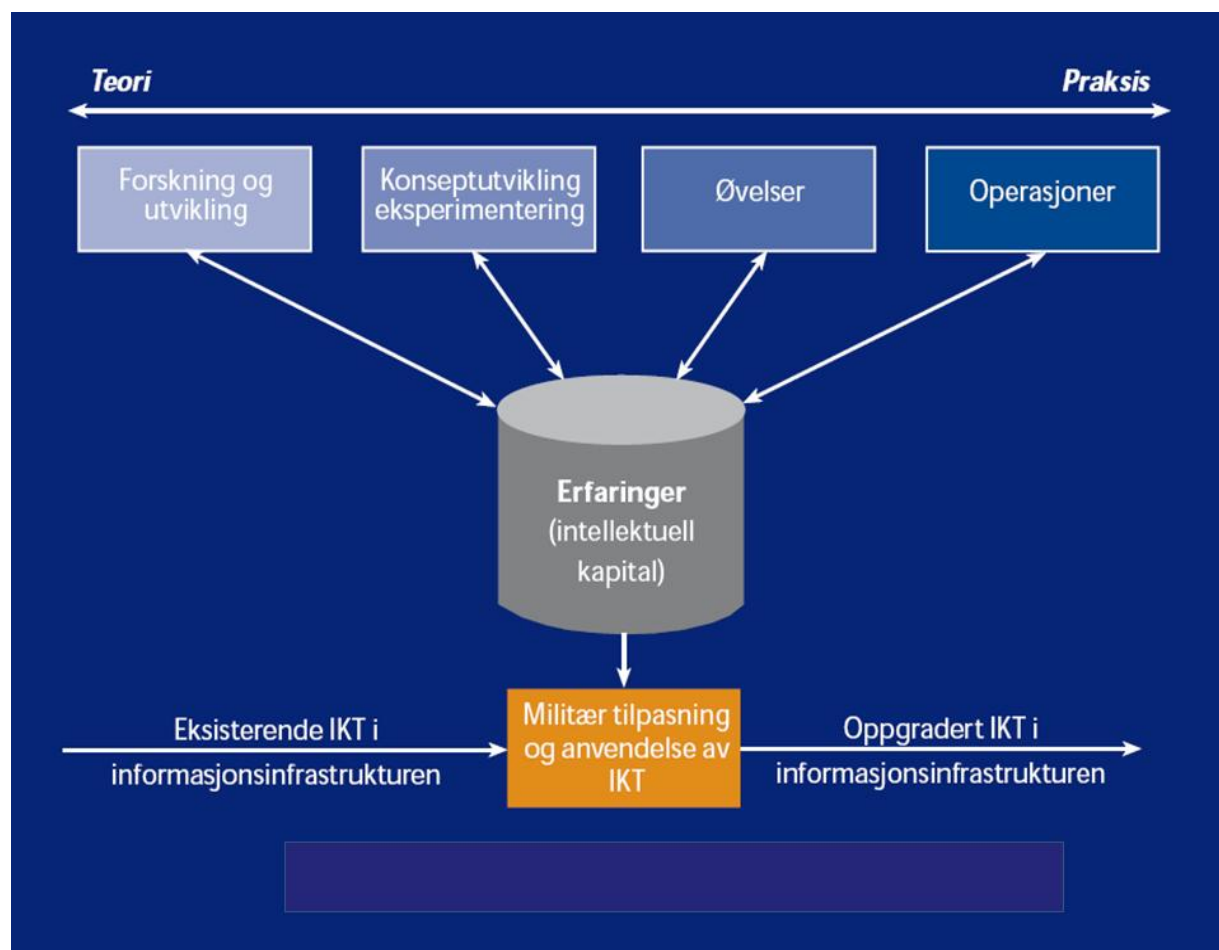 Teori
Praksis
Forskning og
utvikling
Konseptutvikling
eksperimentering
Øvelser
Operasjoner
Erfaringer
(intellektuell
kapital)
Eksisterende IKT i
informasjonsinfrastrukturen
Militær tilpasning
og anvendelse av
IKT
Oppgradert IKT i
informasjonsinfrastrukturen